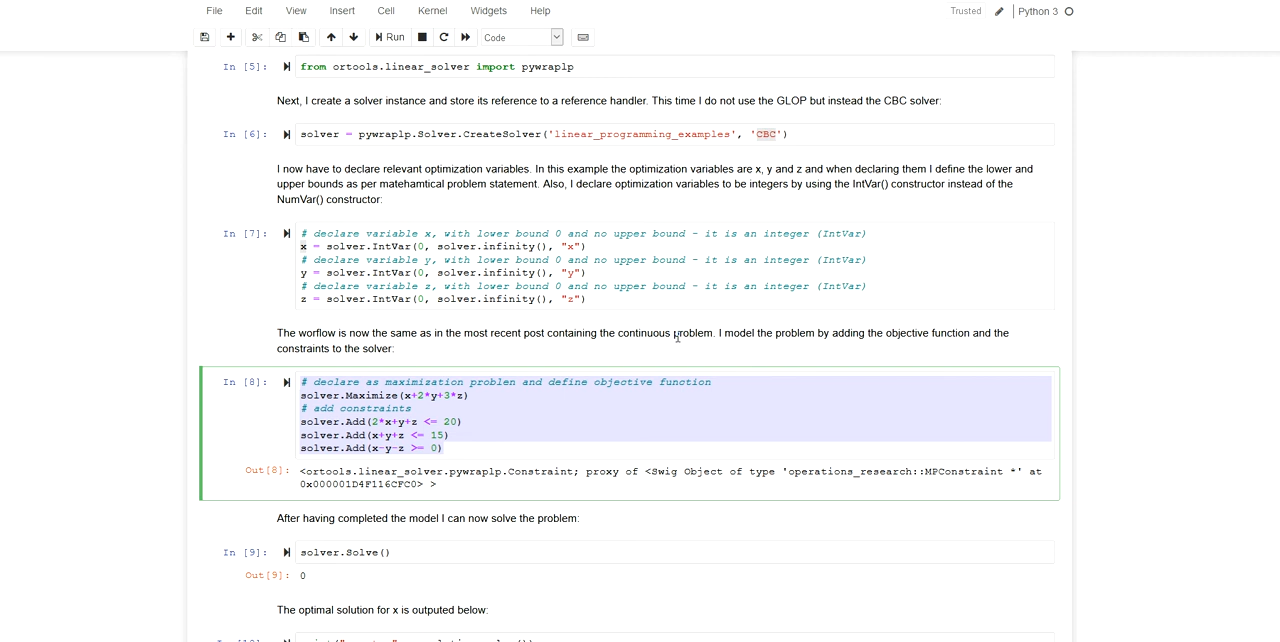 File Edit View Insert Cell Kernel Widgets Help Trusted Python 3
Run Code
In [5]: from ortools.linear_solver import pywraplp
Next, I create a solver instance and store its reference to a reference handler. This time I do not use the GLOP but instead the CBC solver:
In [6]: solver = pywraplp.Solver.CreateSolver('linear_programming_examples', 'CBC')
I now have to declare relevant optimization variables. In this example the optimization variables are x, y and z and when declaring them I define the lower and
upper bounds as per matehamtical problem statement. Also, I declare optimization variables to be integers by using the IntVar() constructor instead of the
NumVar() constructor:
In [7]: # declare variable x, with lower bound 0 and no upper bound - it is an integer (IntVar)
x = solver.IntVar(0, solver.infinity(), "x")
# declare variable y, with lower bound 0 and no upper bound - it is an integer (IntVar)
y = solver.IntVar(0, solver.infinity(), "y")
# declare variable z, with lower bound 0 and no upper bound - it is an integer (IntVar)
z = solver.IntVar(0, solver.infinity(), "z")
The worflow is now the same as in the most recent post containing the continuous problem. I model the problem by adding the objective function and the
constraints to the solver:
In [8]: # declare as maximization problen and define objective function
solver.Maximize(x+2*y+3*z)
# add constraints
solver.Add(2*x+y+z <= 20)
solver.Add(x+y+z <= 15)
solver.Add(x-y-z >= 0)
Out[8]: <ortools.linear_solver.pywraplp.Constraint; proxy of <Swig Object of type 'operations_research::MPConstraint *' at
0x000001D4F116CFC0> >
After having completed the model I can now solve the problem:
In [9]: solver.Solve()
Out[9]: 0
The optimal solution for x is outputed below: